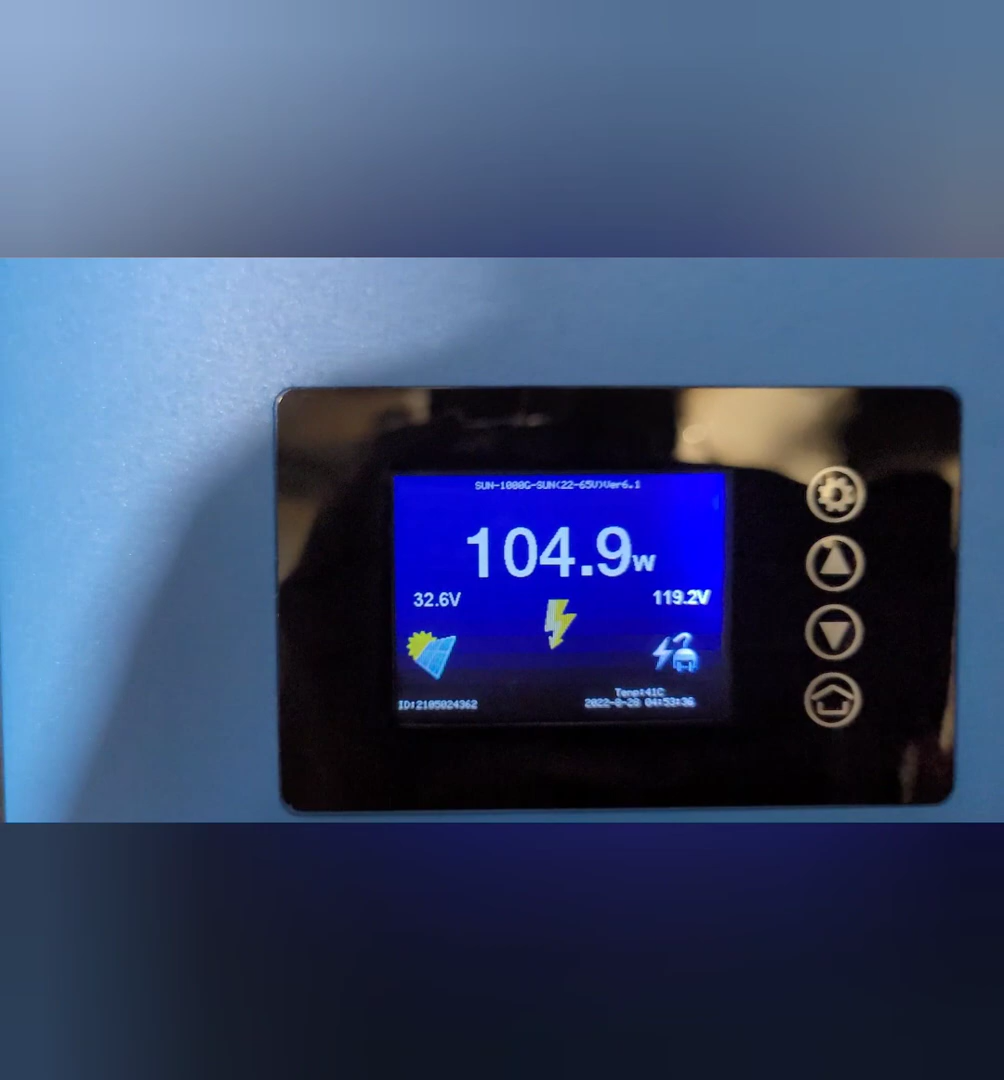 SUN-1000G-SUN(22-65V)Ver6.1
104.9W
32.6V
119.2V
Temp:41C
ID:2105024362
2022-8-28 04:53:36